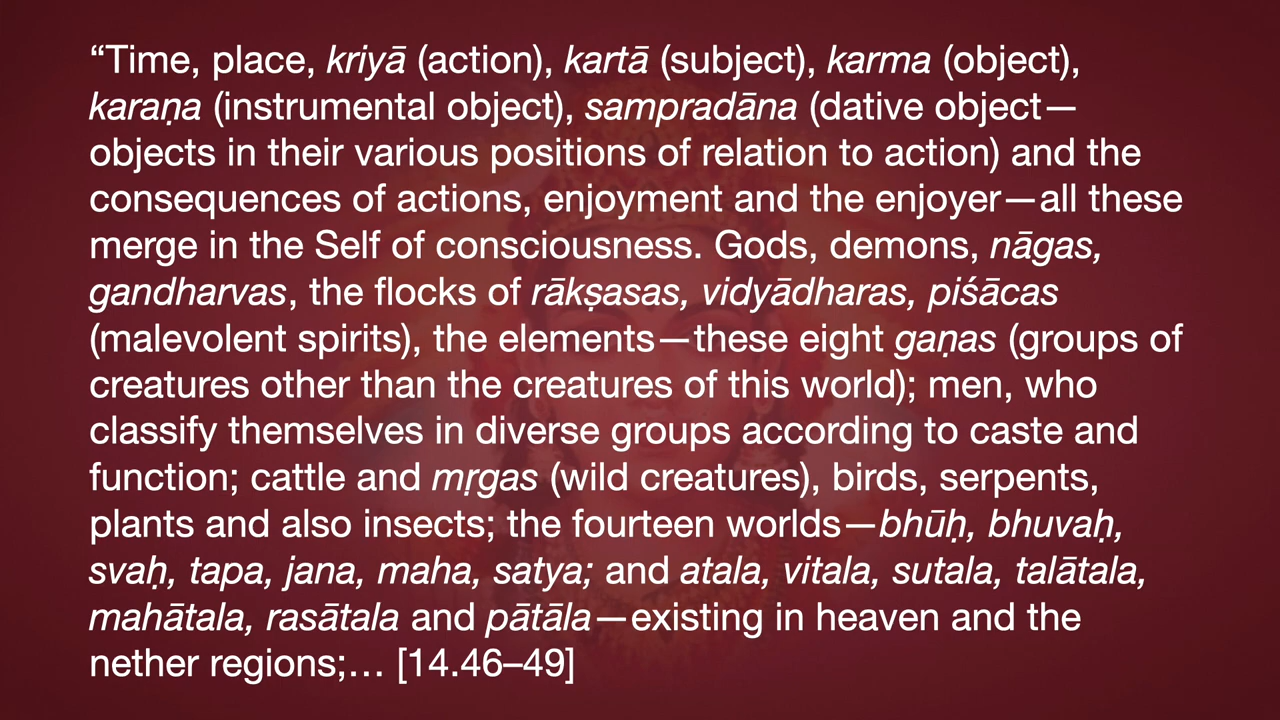 “Time, place, kriyā (action), kartā (subject), karma (object),
karaṇa (instrumental object), sampradāna (dative object—
objects in their various positions of relation to action) and the
consequences of actions, enjoyment and the enjoyer—all these
merge in the Self of consciousness. Gods, demons, nāgas,
gandharvas, the flocks of rākṣasas, vidyādharas, piśācas
(malevolent spirits), the elements—these eight gaṇas (groups of
creatures other than the creatures of this world); men, who
classify themselves in diverse groups according to caste and
function; cattle and mṛgas (wild creatures), birds, serpents,
plants and also insects; the fourteen worlds—bhūḥ, bhuvaḥ,
svaḥ, tapa, jana, maha, satya; and atala, vitala, sutala, talātala,
mahātala, rasātala and pātāla—existing in heaven and the
nether regions;… [14.46–49]